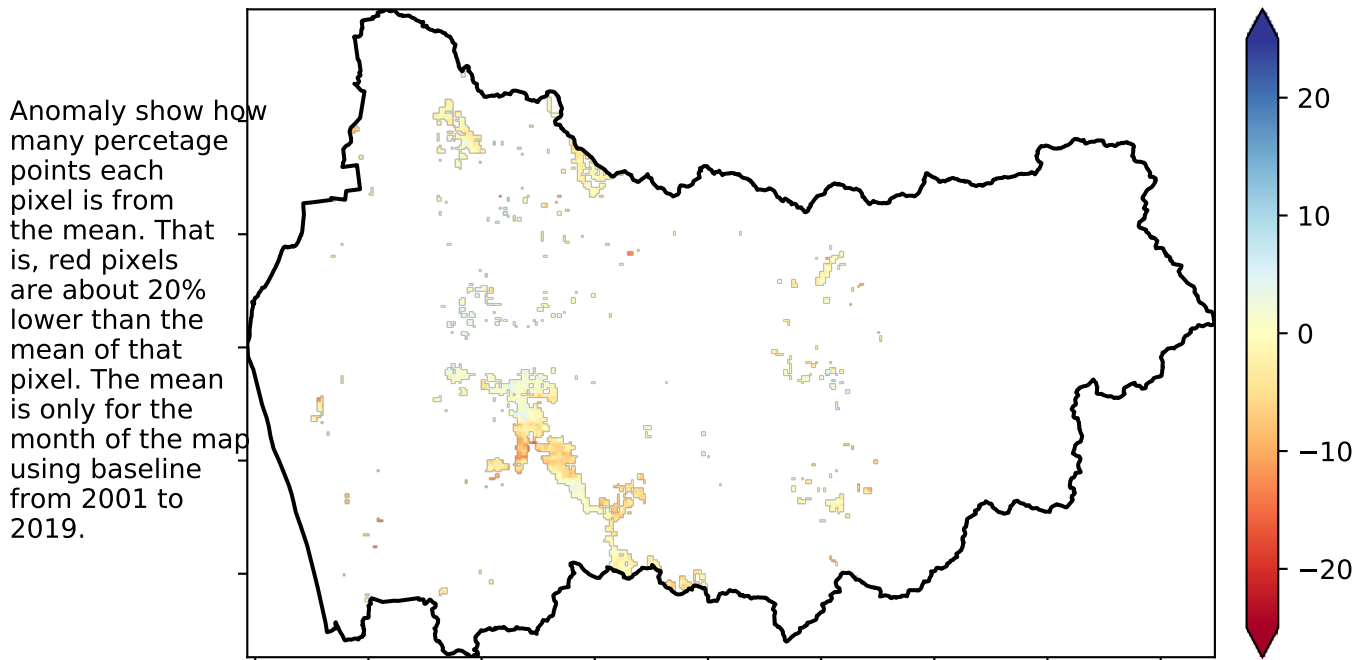 Anomaly show how
many percetage
points each
pixel is from
the mean. That
is, red pixels
are about 20%
lower than the
mean of that
pixel. The mean
is only for the
month of the map
using baseline
from 2001 to
2019.
20
10
0
−10
−20